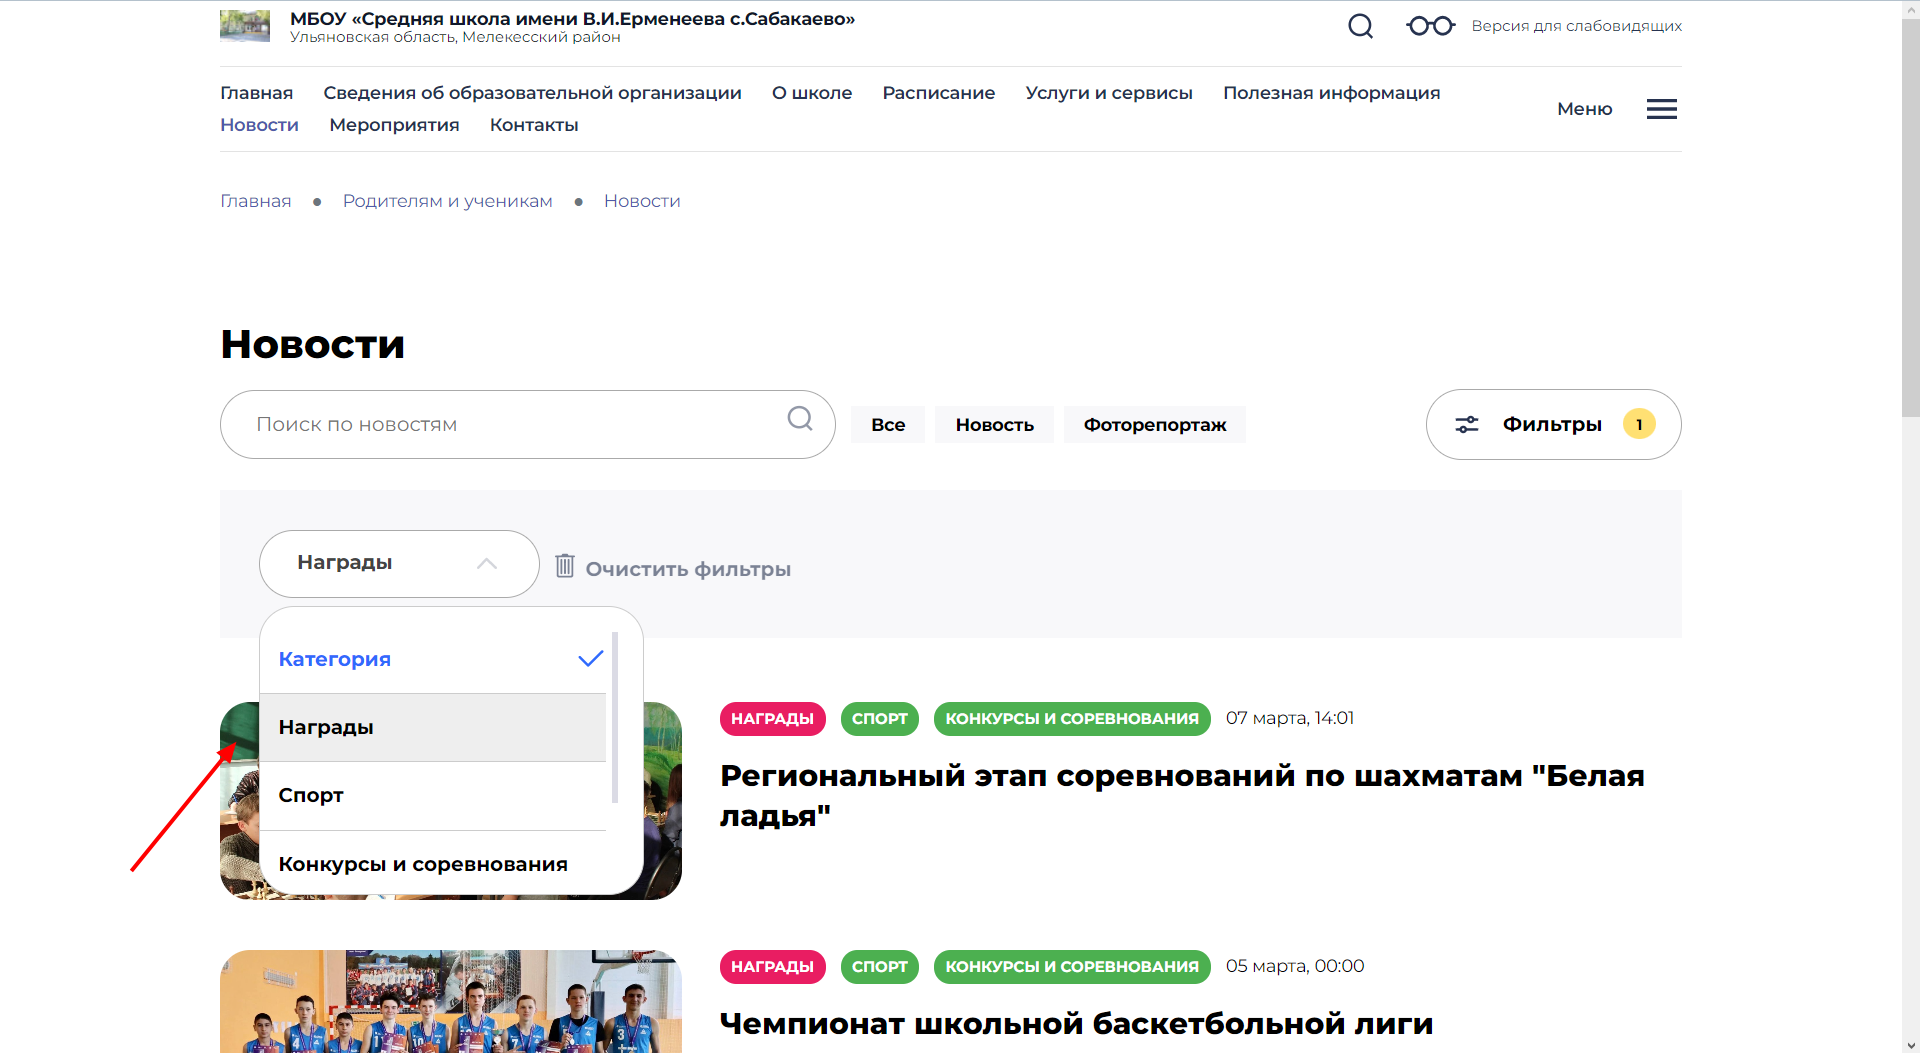 МБОУ «Средняя школа имени В.И.Ерменеева с.Сабакаево»
Ульяновская область, Мелекесский район
Версия для слабовидящих
Главная Сведения об образовательной организации О школе Расписание Услуги и сервисы Полезная информация
Новости Мероприятия Контакты
Меню
Главная • Родителям и ученикам • Новости
Новости
Поиск по новостям
Все Новость Фоторепортаж
Фильтры 1
Награды
Очистить фильтры
Категория
Награды
Спорт
Конкурсы и соревнования
НАГРАДЫ СПОРТ КОНКУРСЫ И СОРЕВНОВАНИЯ 07 марта, 14:01
Региональный этап соревнований по шахматам "Белая
ладья"
НАГРАДЫ СПОРТ КОНКУРСЫ И СОРЕВНОВАНИЯ 05 марта, 00:00
Чемпионат школьной баскетбольной лиги